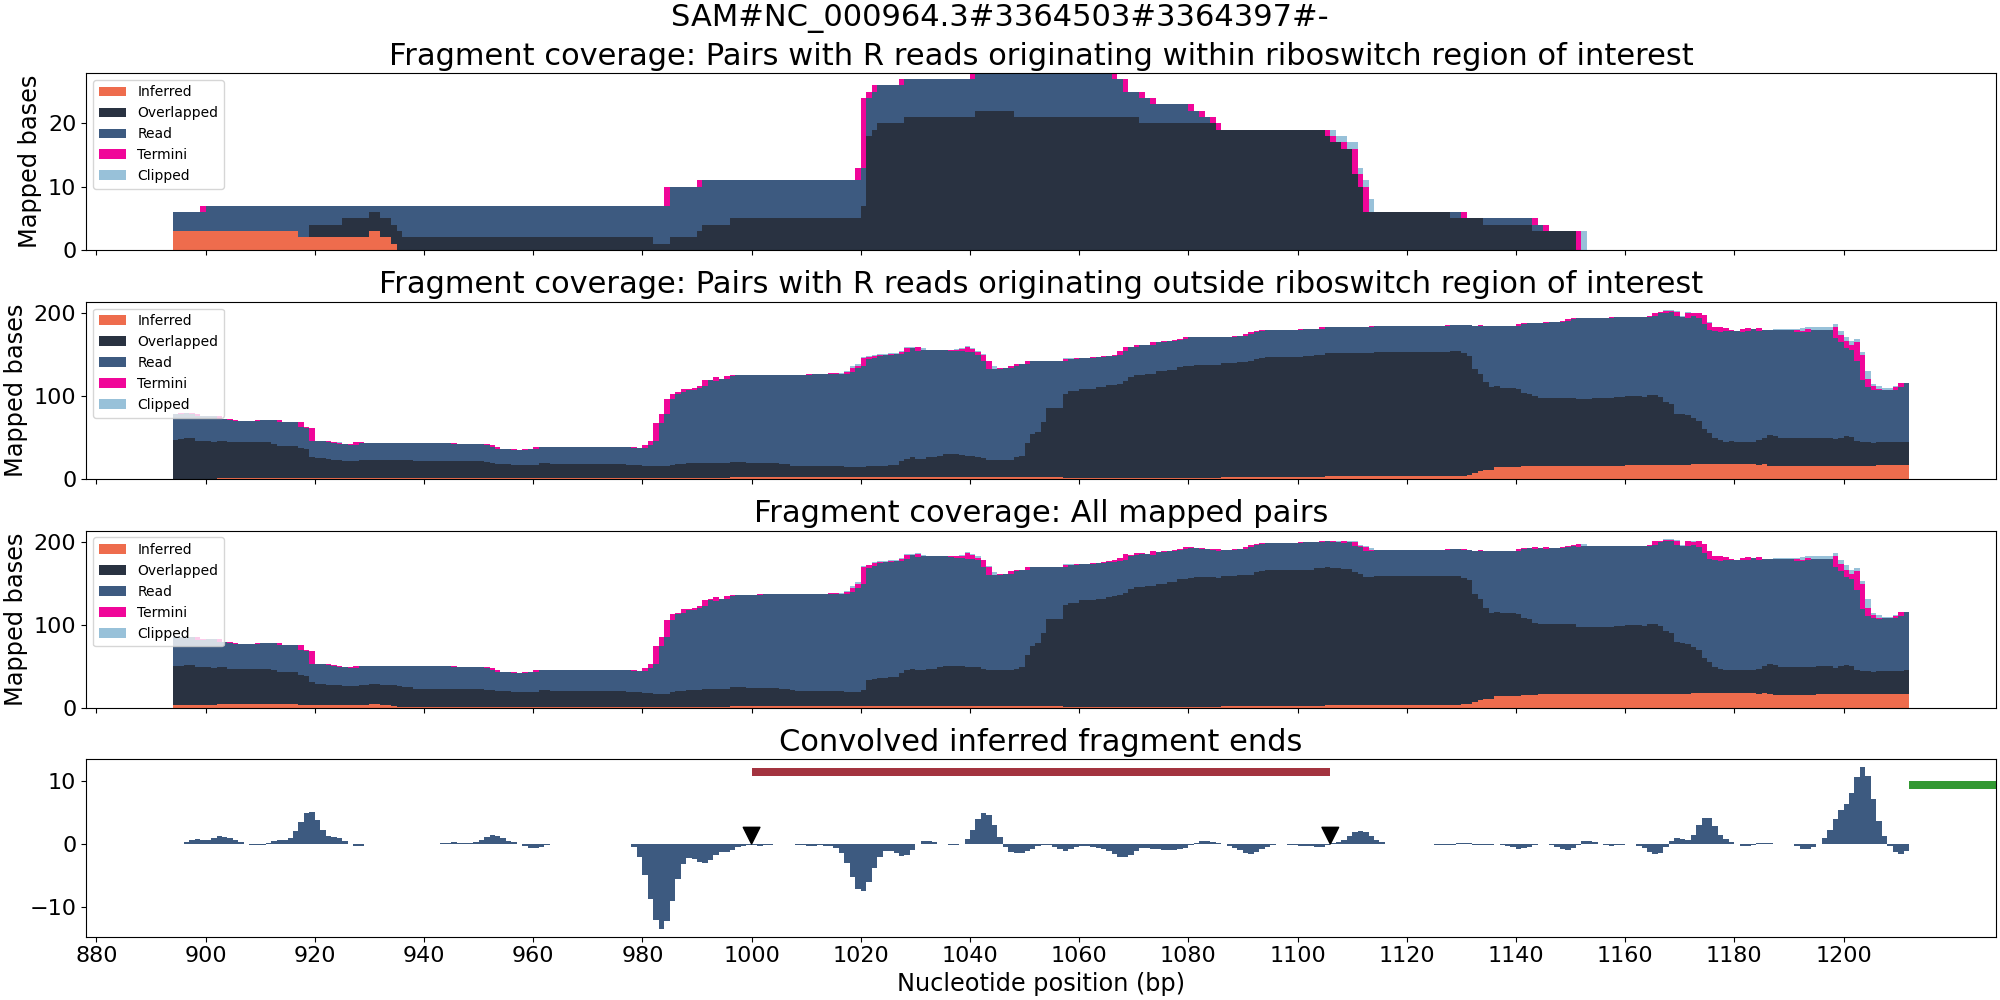 SAM#NC_000964.3#3364503#3364397#-
Fragment coverage: Pairs with R reads originating within riboswitch region of interest
Mapped bases
20
10
0
Inferred
Overlapped
Read
Termini
Clipped
Fragment coverage: Pairs with R reads originating outside riboswitch region of interest
Mapped bases
200
100
0
Inferred
Overlapped
Read
Termini
Clipped
Fragment coverage: All mapped pairs
Mapped bases
200
100
0
Inferred
Overlapped
Read
Termini
Clipped
Convolved inferred fragment ends
10
0
−10
880 900 920 940 960 980 1000 1020 1040 1060 1080 1100 1120 1140 1160 1180 1200
Nucleotide position (bp)